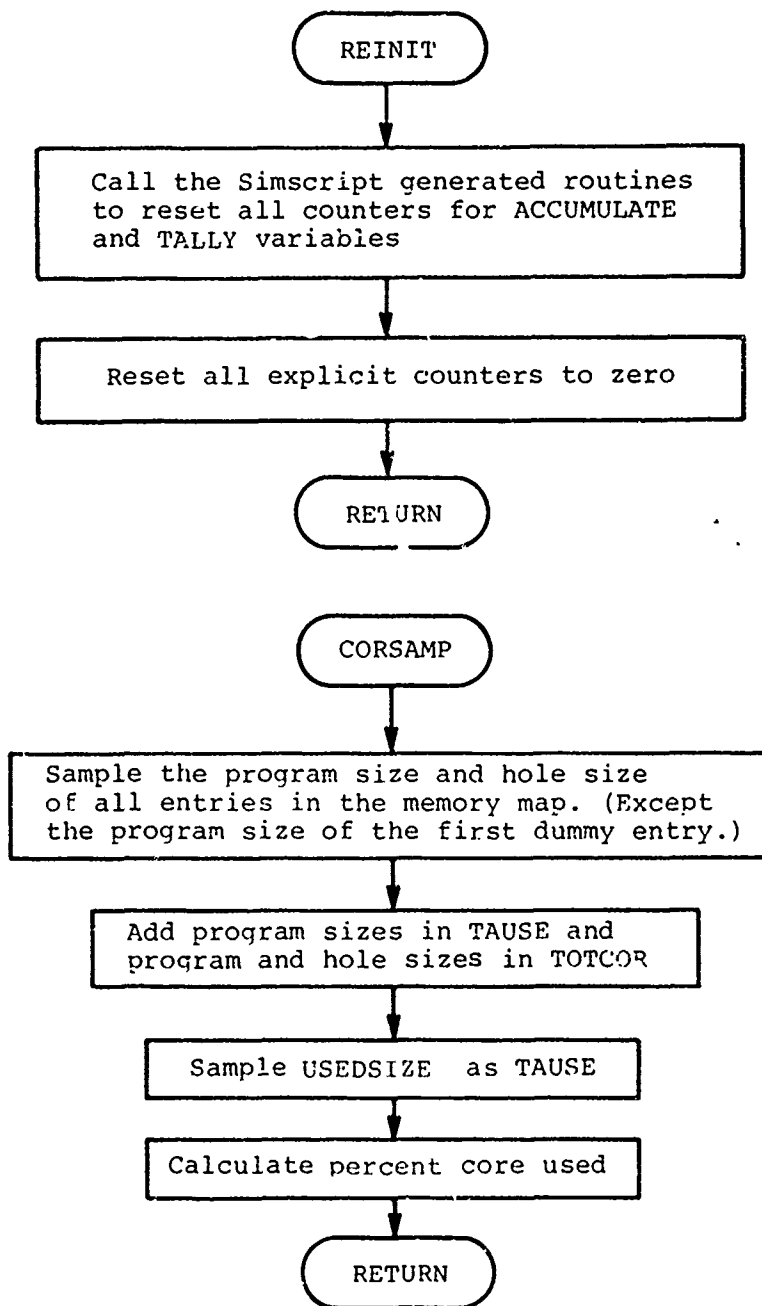 REINIT
Call the Simscript generated routines
to reset all counters for ACCUMULATE
and TALLY variables
Reset all explicit counters to zero
RETURN
CORSAMP
Sample the program size and hole size
of all entries in the memory map. (Except
the program size of the first dummy entry.)
Add program sizes in TAUSE and
program and hole sizes in TOTCOR
Sample USEDSIZE as TAUSE
Calculate percent core used
RETURN